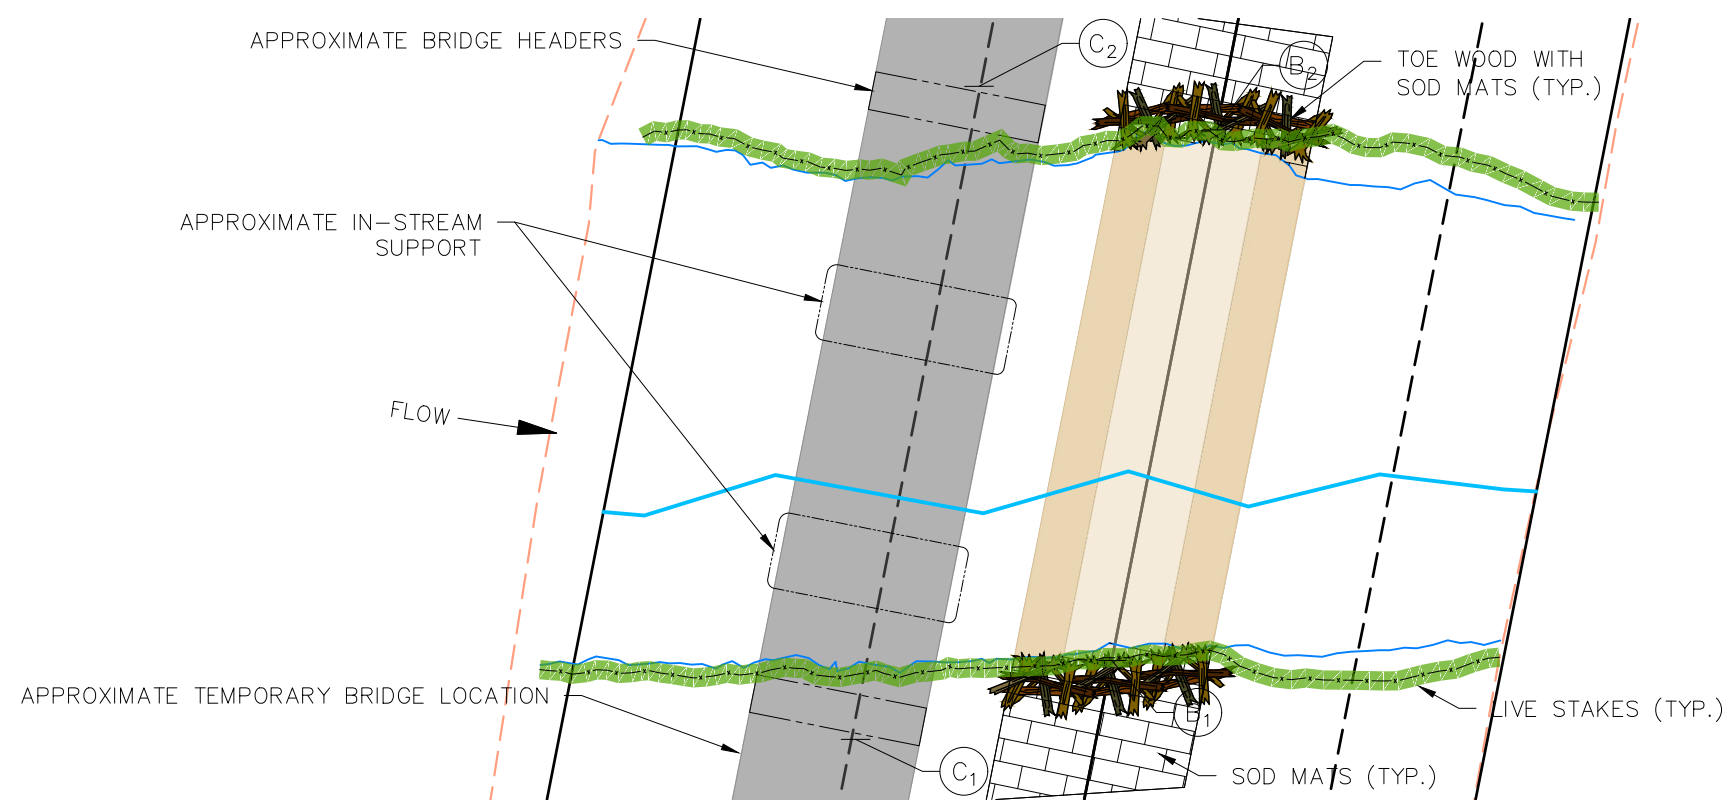 APPROXIMATE BRIDGE HEADERS
C2
B2
TOE WOOD WITH
SOD MATS (TYP.)
APPROXIMATE IN-STREAM
SUPPORT
FLOW
APPROXIMATE TEMPORARY BRIDGE LOCATION
B1
LIVE STAKES (TYP.)
C1
SOD MATS (TYP.)